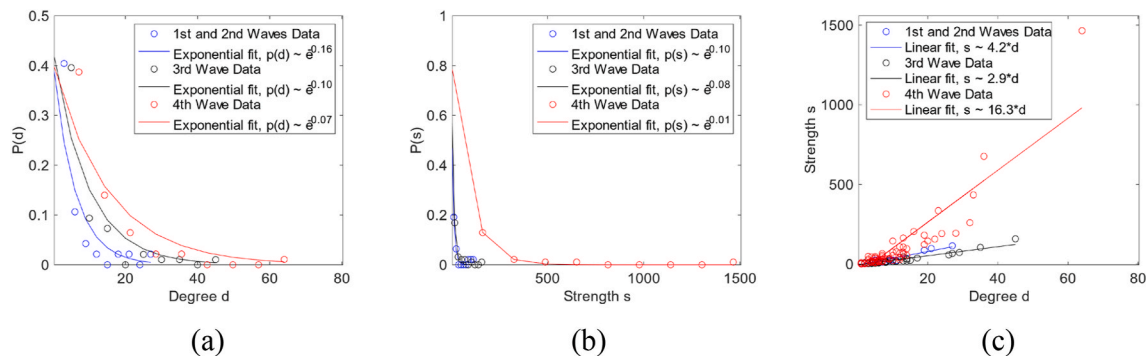 0.5
0.4
0.3
0.2
0.1
0
P(d)
20
40
60
80
Degree d
1st and 2nd Waves Data
Exponential fit, p(d) ~ e^-0.16
3rd Wave Data
Exponential fit, p(d) ~ e^-0.10
4th Wave Data
Exponential fit, p(d) ~ e^-0.07
(a)
1
0.8
0.6
0.4
0.2
0
P(s)
0
500
1000
1500
Strength s
1st and 2nd Waves Data
Exponential fit, p(s) ~ e^-0.10
3rd Wave Data
Exponential fit, p(s) ~ e^-0.08
4th Wave Data
Exponential fit, p(s) ~ e^-0.01
(b)
1500
1000
500
0
Strength s
20
40
60
80
Degree d
1st and 2nd Waves Data
Linear fit, s ~ 4.2*d
3rd Wave Data
Linear fit, s ~ 2.9*d
4th Wave Data
Linear fit, s ~ 16.3*d
(c)